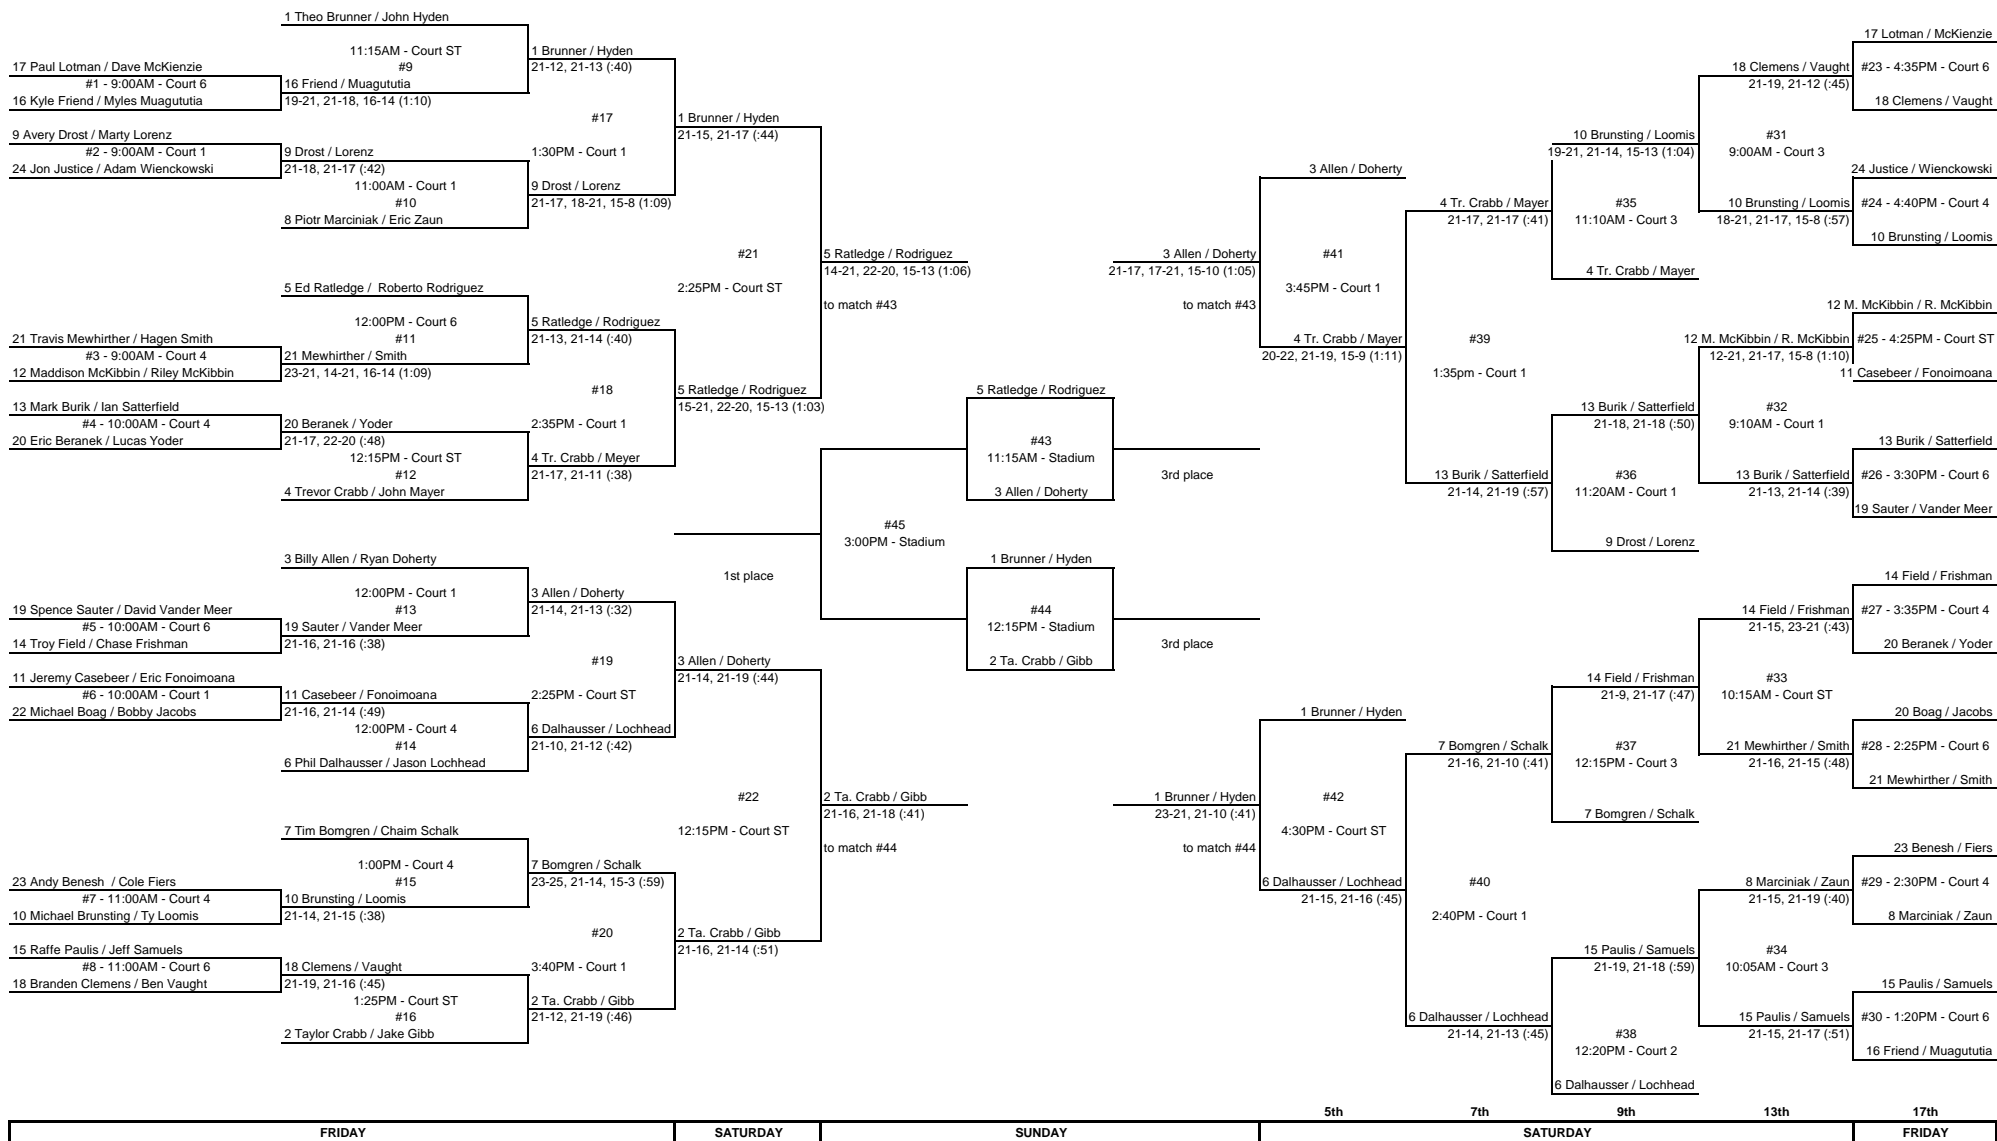 1 Theo Brunner / John Hyden
11:15AM - Court ST
#9
17 Paul Lotman / Dave McKienzie
#1 - 9:00AM - Court 6
16 Kyle Friend / Myles Muagututia
16 Friend / Muagututia
19-21, 21-18, 16-14 (1:10)
1 Brunner / Hyden
21-12, 21-13 (:40)
#17
1:30PM - Court 1
9 Avery Drost / Marty Lorenz
#2 - 9:00AM - Court 1
24 Jon Justice / Adam Wienckowski
9 Drost / Lorenz
21-18, 21-17 (:42)
11:00AM - Court 1
#10
8 Piotr Marciniak / Eric Zaun
9 Drost / Lorenz
21-17, 18-21, 15-8 (1:09)
1 Brunner / Hyden
21-15, 21-17 (:44)
#21
2:25PM - Court ST
5 Ed Ratledge /  Roberto Rodriguez
12:00PM - Court 6
#11
21 Travis Mewhirther / Hagen Smith
#3 - 9:00AM - Court 4
12 Maddison McKibbin / Riley McKibbin
21 Mewhirther / Smith
23-21, 14-21, 16-14 (1:09)
5 Ratledge / Rodriguez
21-13, 21-14 (:40)
#18
2:35PM - Court 1
13 Mark Burik / Ian Satterfield
#4 - 10:00AM - Court 4
20 Eric Beranek / Lucas Yoder
20 Beranek / Yoder
21-17, 22-20 (:48)
12:15PM - Court ST
#12
4 Trevor Crabb / John Mayer
4 Tr. Crabb / Meyer
21-17, 21-11 (:38)
5 Ratledge / Rodriguez
15-21, 22-20, 15-13 (1:03)
5 Ratledge / Rodriguez
14-21, 22-20, 15-13 (1:06)
to match #43
3 Billy Allen / Ryan Doherty
12:00PM - Court 1
#13
19 Spence Sauter / David Vander Meer
#5 - 10:00AM - Court 6
14 Troy Field / Chase Frishman
19 Sauter / Vander Meer
21-16, 21-16 (:38)
3 Allen / Doherty
21-14, 21-13 (:32)
#19
2:25PM - Court ST
11 Jeremy Casebeer / Eric Fonoimoana
#6 - 10:00AM - Court 1
22 Michael Boag / Bobby Jacobs
11 Casebeer / Fonoimoana
21-16, 21-14 (:49)
12:00PM - Court 4
#14
6 Phil Dalhausser / Jason Lochhead
6 Dalhausser / Lochhead
21-10, 21-12 (:42)
3 Allen / Doherty
21-14, 21-19 (:44)
#22
12:15PM - Court ST
7 Tim Bomgren / Chaim Schalk
1:00PM - Court 4
#15
23 Andy Benesh  / Cole Fiers
#7 - 11:00AM - Court 4
10 Michael Brunsting / Ty Loomis
10 Brunsting / Loomis
21-14, 21-15 (:38)
7 Bomgren / Schalk
23-25, 21-14, 15-3 (:59)
#20
3:40PM - Court 1
15 Raffe Paulis / Jeff Samuels
#8 - 11:00AM - Court 6
18 Branden Clemens / Ben Vaught
18 Clemens / Vaught
21-19, 21-16 (:45)
1:25PM - Court ST
#16
2 Taylor Crabb / Jake Gibb
2 Ta. Crabb / Gibb
21-12, 21-19 (:46)
2 Ta. Crabb / Gibb
21-16, 21-14 (:51)
2 Ta. Crabb / Gibb
21-16, 21-18 (:41)
to match #44
5 Ratledge / Rodriguez
#43
11:15AM - Stadium
3 Allen / Doherty
3rd place
#45
3:00PM - Stadium
1st place
1 Brunner / Hyden
#44
12:15PM - Stadium
2 Ta. Crabb / Gibb
3rd place
3 Allen / Doherty
21-17, 17-21, 15-10 (1:05)
to match #43
3 Allen / Doherty
#41
3:45PM - Court 1
4 Tr. Crabb / Mayer
20-22, 21-19, 15-9 (1:11)
4 Tr. Crabb / Mayer
21-17, 21-17 (:41)
#39
1:35pm - Court 1
13 Burik / Satterfield
21-14, 21-19 (:57)
10 Brunsting / Loomis
19-21, 21-14, 15-13 (1:04)
#35
11:10AM - Court 3
4 Tr. Crabb / Mayer
13 Burik / Satterfield
21-18, 21-18 (:50)
#36
11:20AM - Court 1
9 Drost / Lorenz
18 Clemens / Vaught
21-19, 21-12 (:45)
#31
9:00AM - Court 3
10 Brunsting / Loomis
18-21, 21-17, 15-8 (:57)
12 M. McKibbin / R. McKibbin
12-21, 21-17, 15-8 (1:10)
#32
9:10AM - Court 1
13 Burik / Satterfield
21-13, 21-14 (:39)
17 Lotman / McKienzie
#23 - 4:35PM - Court 6
18 Clemens / Vaught
24 Justice / Wienckowski
#24 - 4:40PM - Court 4
10 Brunsting / Loomis
12 M. McKibbin / R. McKibbin
#25 - 4:25PM - Court ST
11 Casebeer / Fonoimoana
13 Burik / Satterfield
#26 - 3:30PM - Court 6
19 Sauter / Vander Meer
1 Brunner / Hyden
23-21, 21-10 (:41)
to match #44
1 Brunner / Hyden
#42
4:30PM - Court ST
6 Dalhausser / Lochhead
21-15, 21-16 (:45)
7 Bomgren / Schalk
21-16, 21-10 (:41)
#40
2:40PM - Court 1
6 Dalhausser / Lochhead
21-14, 21-13 (:45)
14 Field / Frishman
21-9, 21-17 (:47)
#37
12:15PM - Court 3
7 Bomgren / Schalk
15 Paulis / Samuels
21-19, 21-18 (:59)
#38
12:20PM - Court 2
6 Dalhausser / Lochhead
14 Field / Frishman
21-15, 23-21 (:43)
#33
10:15AM - Court ST
21 Mewhirther / Smith
21-16, 21-15 (:48)
8 Marciniak / Zaun
21-15, 21-19 (:40)
#34
10:05AM - Court 3
15 Paulis / Samuels
21-15, 21-17 (:51)
14 Field / Frishman
#27 - 3:35PM - Court 4
20 Beranek / Yoder
20 Boag / Jacobs
#28 - 2:25PM - Court 6
21 Mewhirther / Smith
23 Benesh / Fiers
#29 - 2:30PM - Court 4
8 Marciniak / Zaun
15 Paulis / Samuels
#30 - 1:20PM - Court 6
16 Friend / Muagututia
5th 7th 9th 13th 17th
FRIDAY SATURDAY SUNDAY SATURDAY FRIDAY